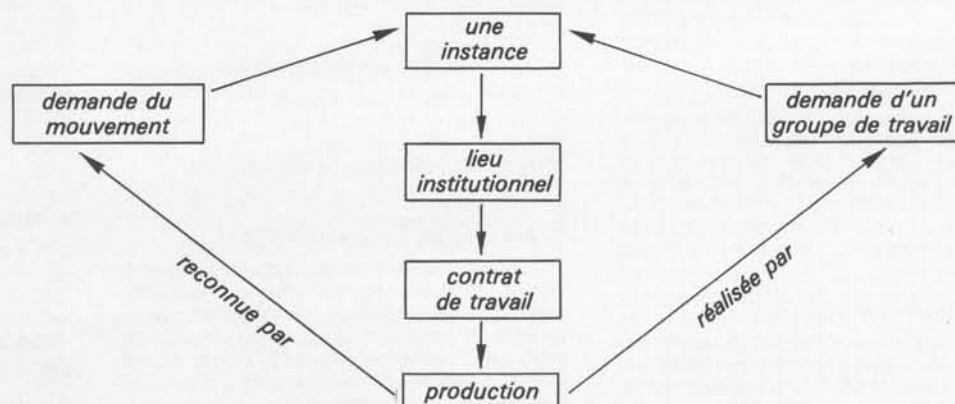 une
instance
demande du
mouvement
demande d'un
groupe de travail
lieu
institutionnel
contrat
de travail
reconnue par
réalisée par
production